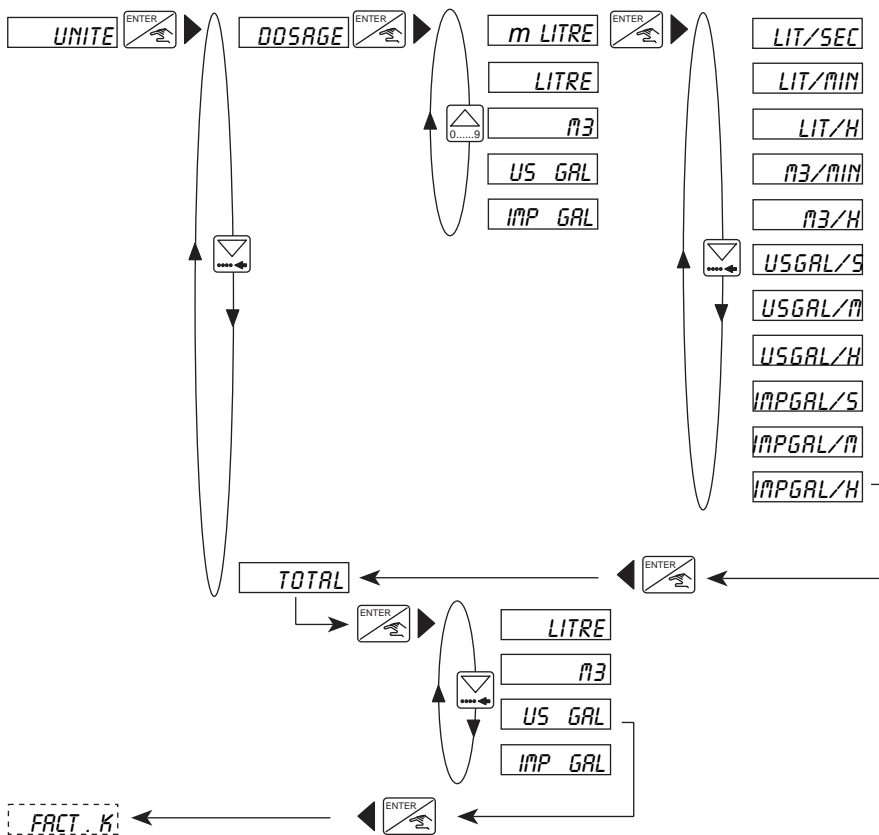 UNITE
ENTER
DOSAGE
ENTER
m LITRE
LITRE
M3
US GAL
IMP GAL
0......9
ENTER
LIT/SEC
LIT/MIN
LIT/H
M3/MIN
M3/H
USGAL/S
USGAL/M
USGAL/H
IMPGAL/S
IMPGAL/M
IMPGAL/H
ENTER
TOTAL
ENTER
LITRE
M3
US GAL
IMP GAL
ENTER
FACT.K